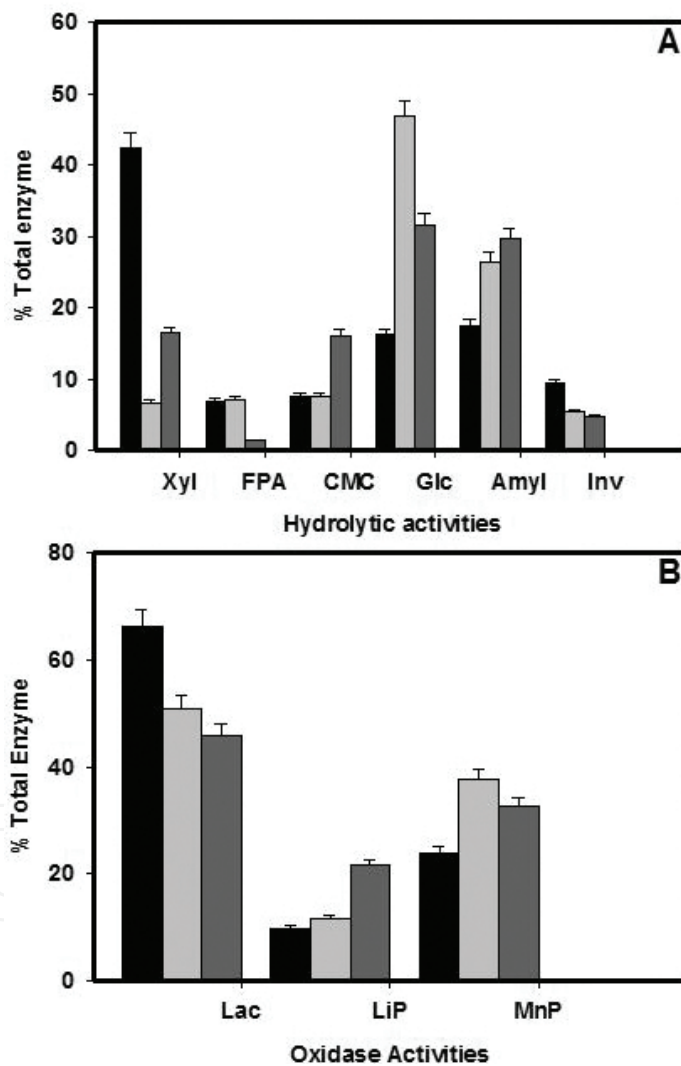 60
A
50
40
30
20
10
0
% Total enzyme
Xyl FPA CMC Glc Amyl Inv
Hydrolytic activities
80
B
60
40
20
0
% Total Enzyme
Lac LiP MnP
Oxidase Activities